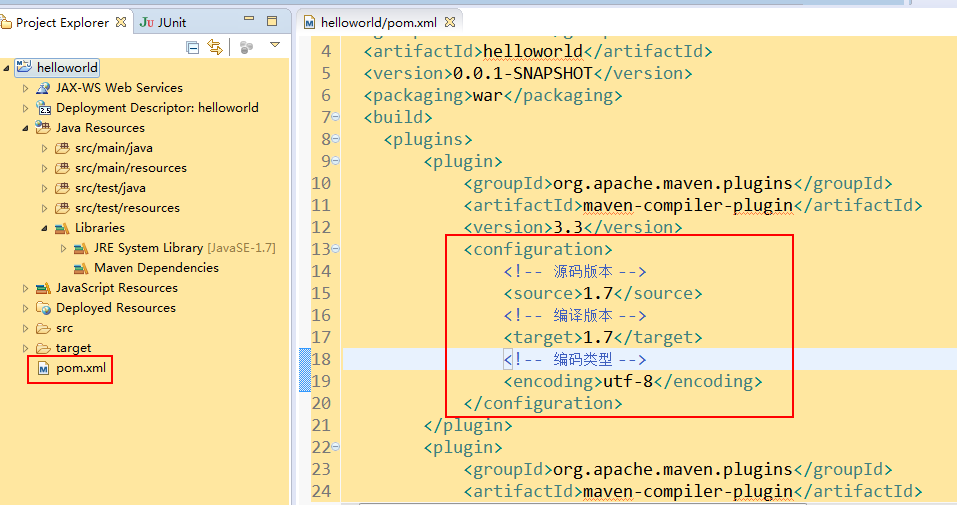 Project Explorer
JUnit
helloworld
JAX-WS Web Services
Deployment Descriptor: helloworld
Java Resources
src/main/java
src/main/resources
src/test/java
src/test/resources
Libraries
JRE System Library [JavaSE-1.7]
Maven Dependencies
JavaScript Resources
Deployed Resources
src
target
pom.xml
helloworld/pom.xml
4 <artifactId>helloworld</artifactId>
5 <version>0.0.1-SNAPSHOT</version>
6 <packaging>war</packaging>
7 <build>
8 <plugins>
9 <plugin>
10 <groupId>org.apache.maven.plugins</groupId>
11 <artifactId>maven-compiler-plugin</artifactId>
12 <version>3.3</version>
13 <configuration>
14 <!-- 源码版本 -->
15 <source>1.7</source>
16 <!-- 编译版本 -->
17 <target>1.7</target>
18 <!-- 编码类型 -->
19 <encoding>utf-8</encoding>
20 </configuration>
21 </plugin>
22 <plugin>
23 <groupId>org.apache.maven.plugins</groupId>
24 <artifactId>maven-compiler-plugin</artifactId>